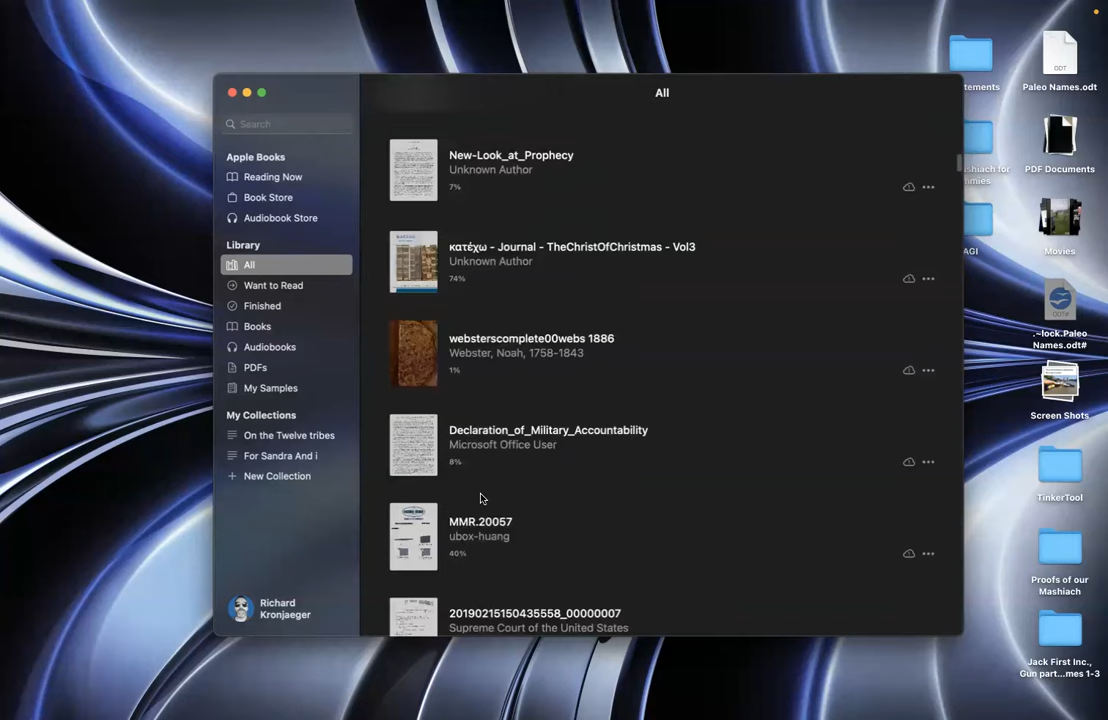 All
Search
Apple Books
Reading Now
Book Store
Audiobook Store
Library
All
Want to Read
Finished
Books
Audiobooks
PDFs
My Samples
My Collections
On the Twelve tribes
For Sandra And i
New Collection
Richard
Kronjaeger
New-Look_at_Prophecy
Unknown Author
7%
κατέχω - Journal - TheChristOfChristmas - Vol3
Unknown Author
74%
websterscomplete00webs 1886
Webster, Noah, 1758-1843
1%
Declaration_of_Military_Accountability
Microsoft Office User
8%
MMR.20057
ubox-huang
40%
20190215150435558_00000007
Supreme Court of the United States
tements
ODT
Paleo Names.odt
shiach for
mmies
PDF Documents
AGI
Movies
ODT#
.~lock.Paleo
Names.odt#
Screen Shots
TinkerTool
Proofs of our
Mashiach
Jack First Inc.,
Gun part...mes 1-3